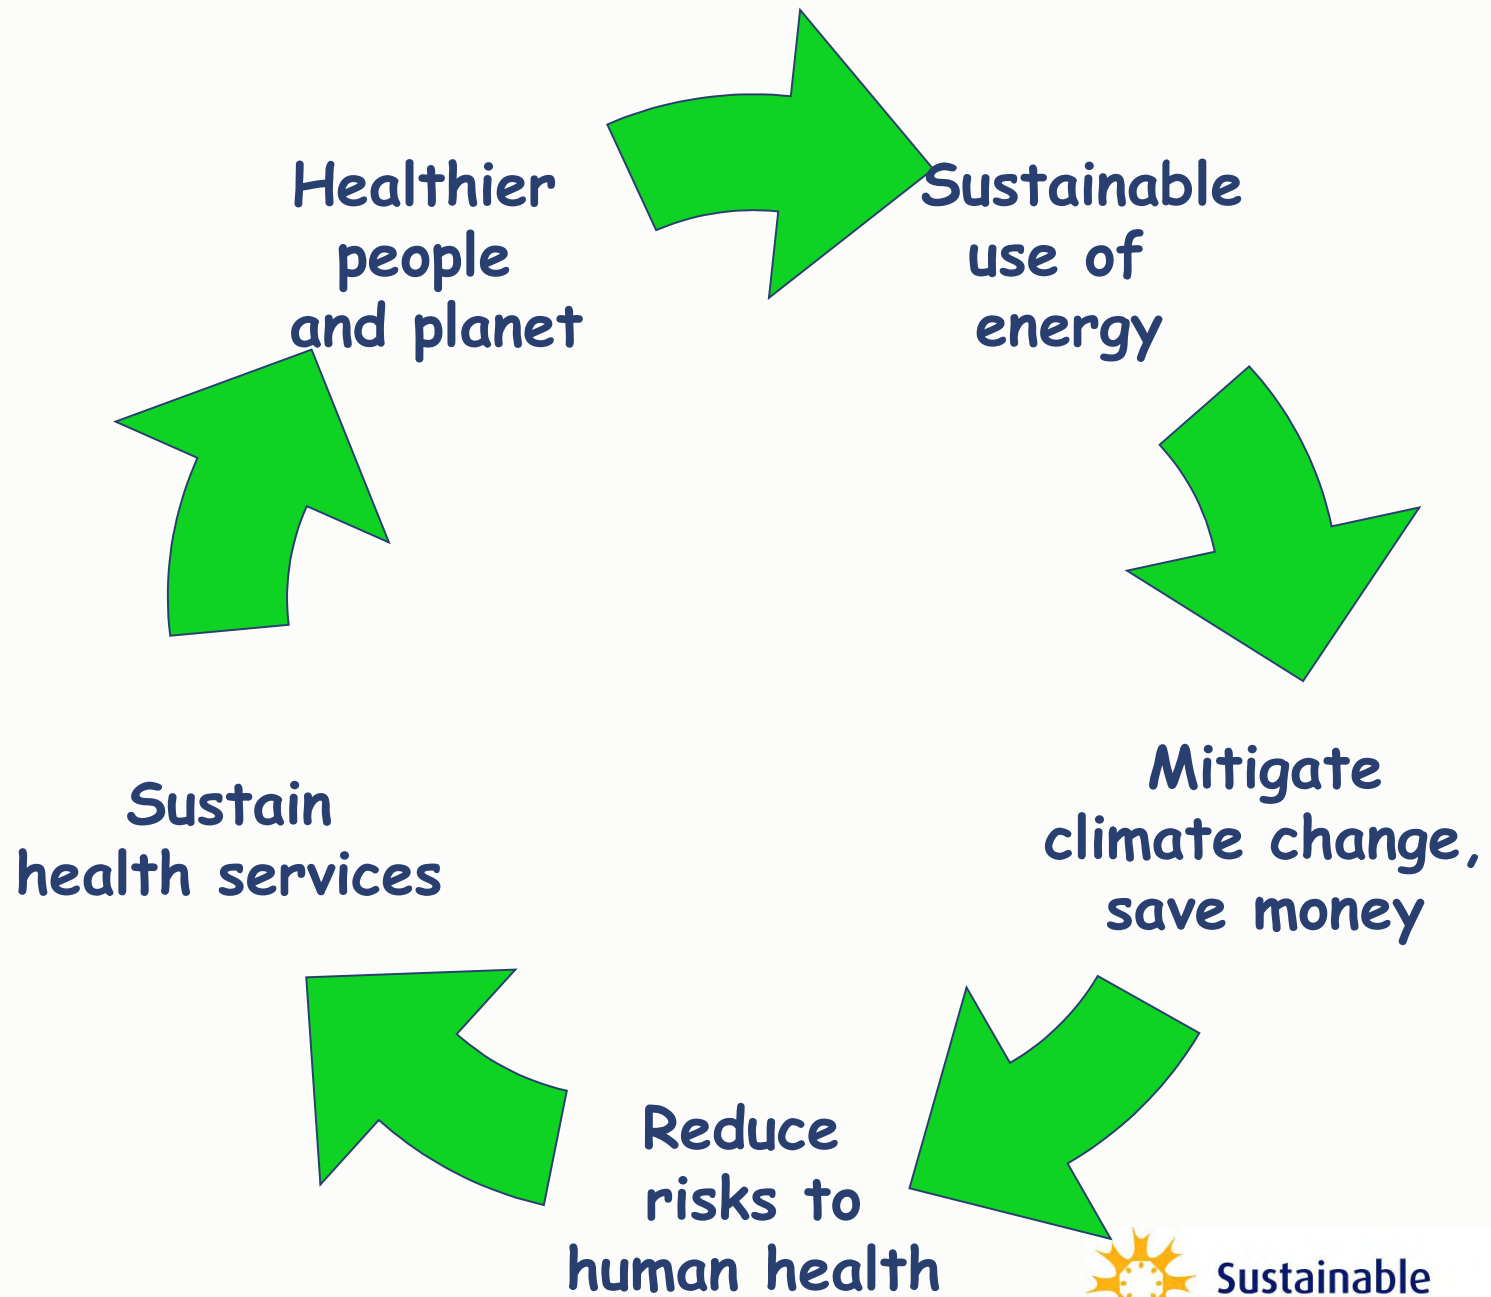 Healthier
people
and planet
Sustainable
use of
energy
Mitigate
climate change,
save money
Reduce
risks to
human health
Sustain
health services
Sustainable